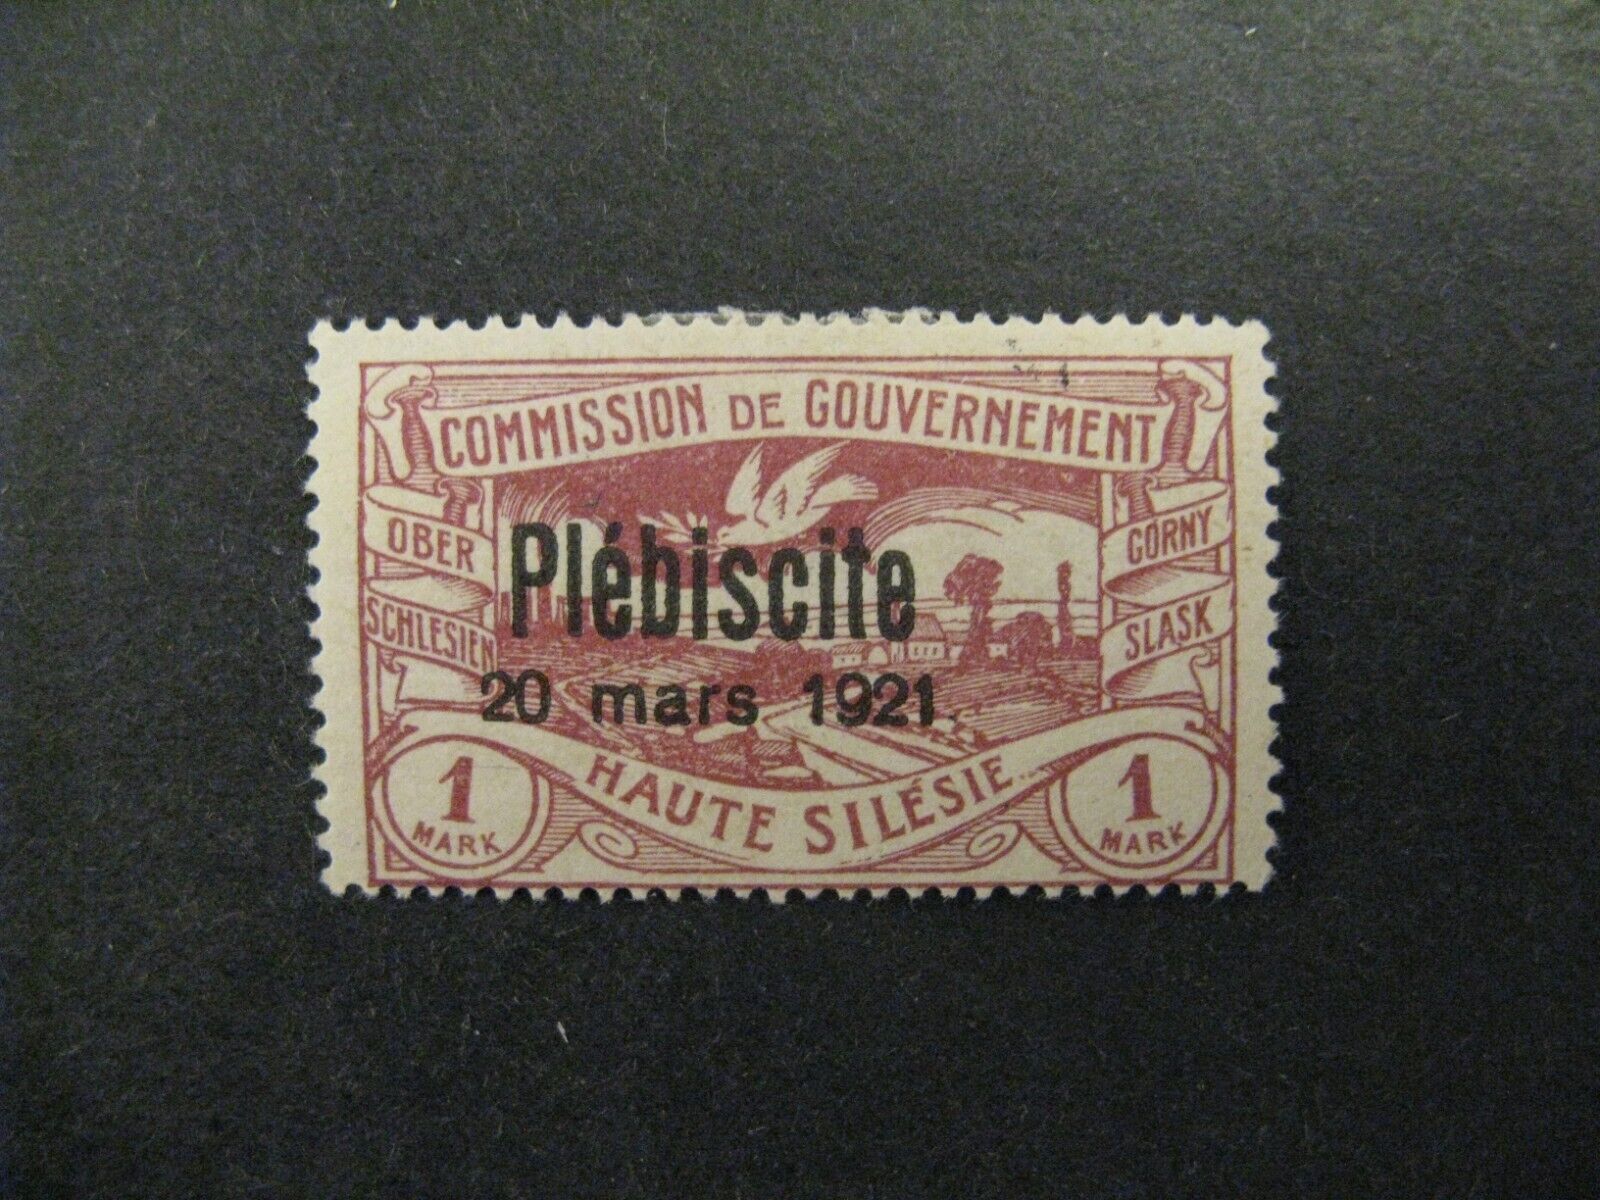 COMMISSION DE GOUVERNEMENT
OBER
SCHLESIEN
GORNY
SLASK
Plébiscite
20 mars 1921.
HAUTE SILÉSIE
1
MARK
1
MARK